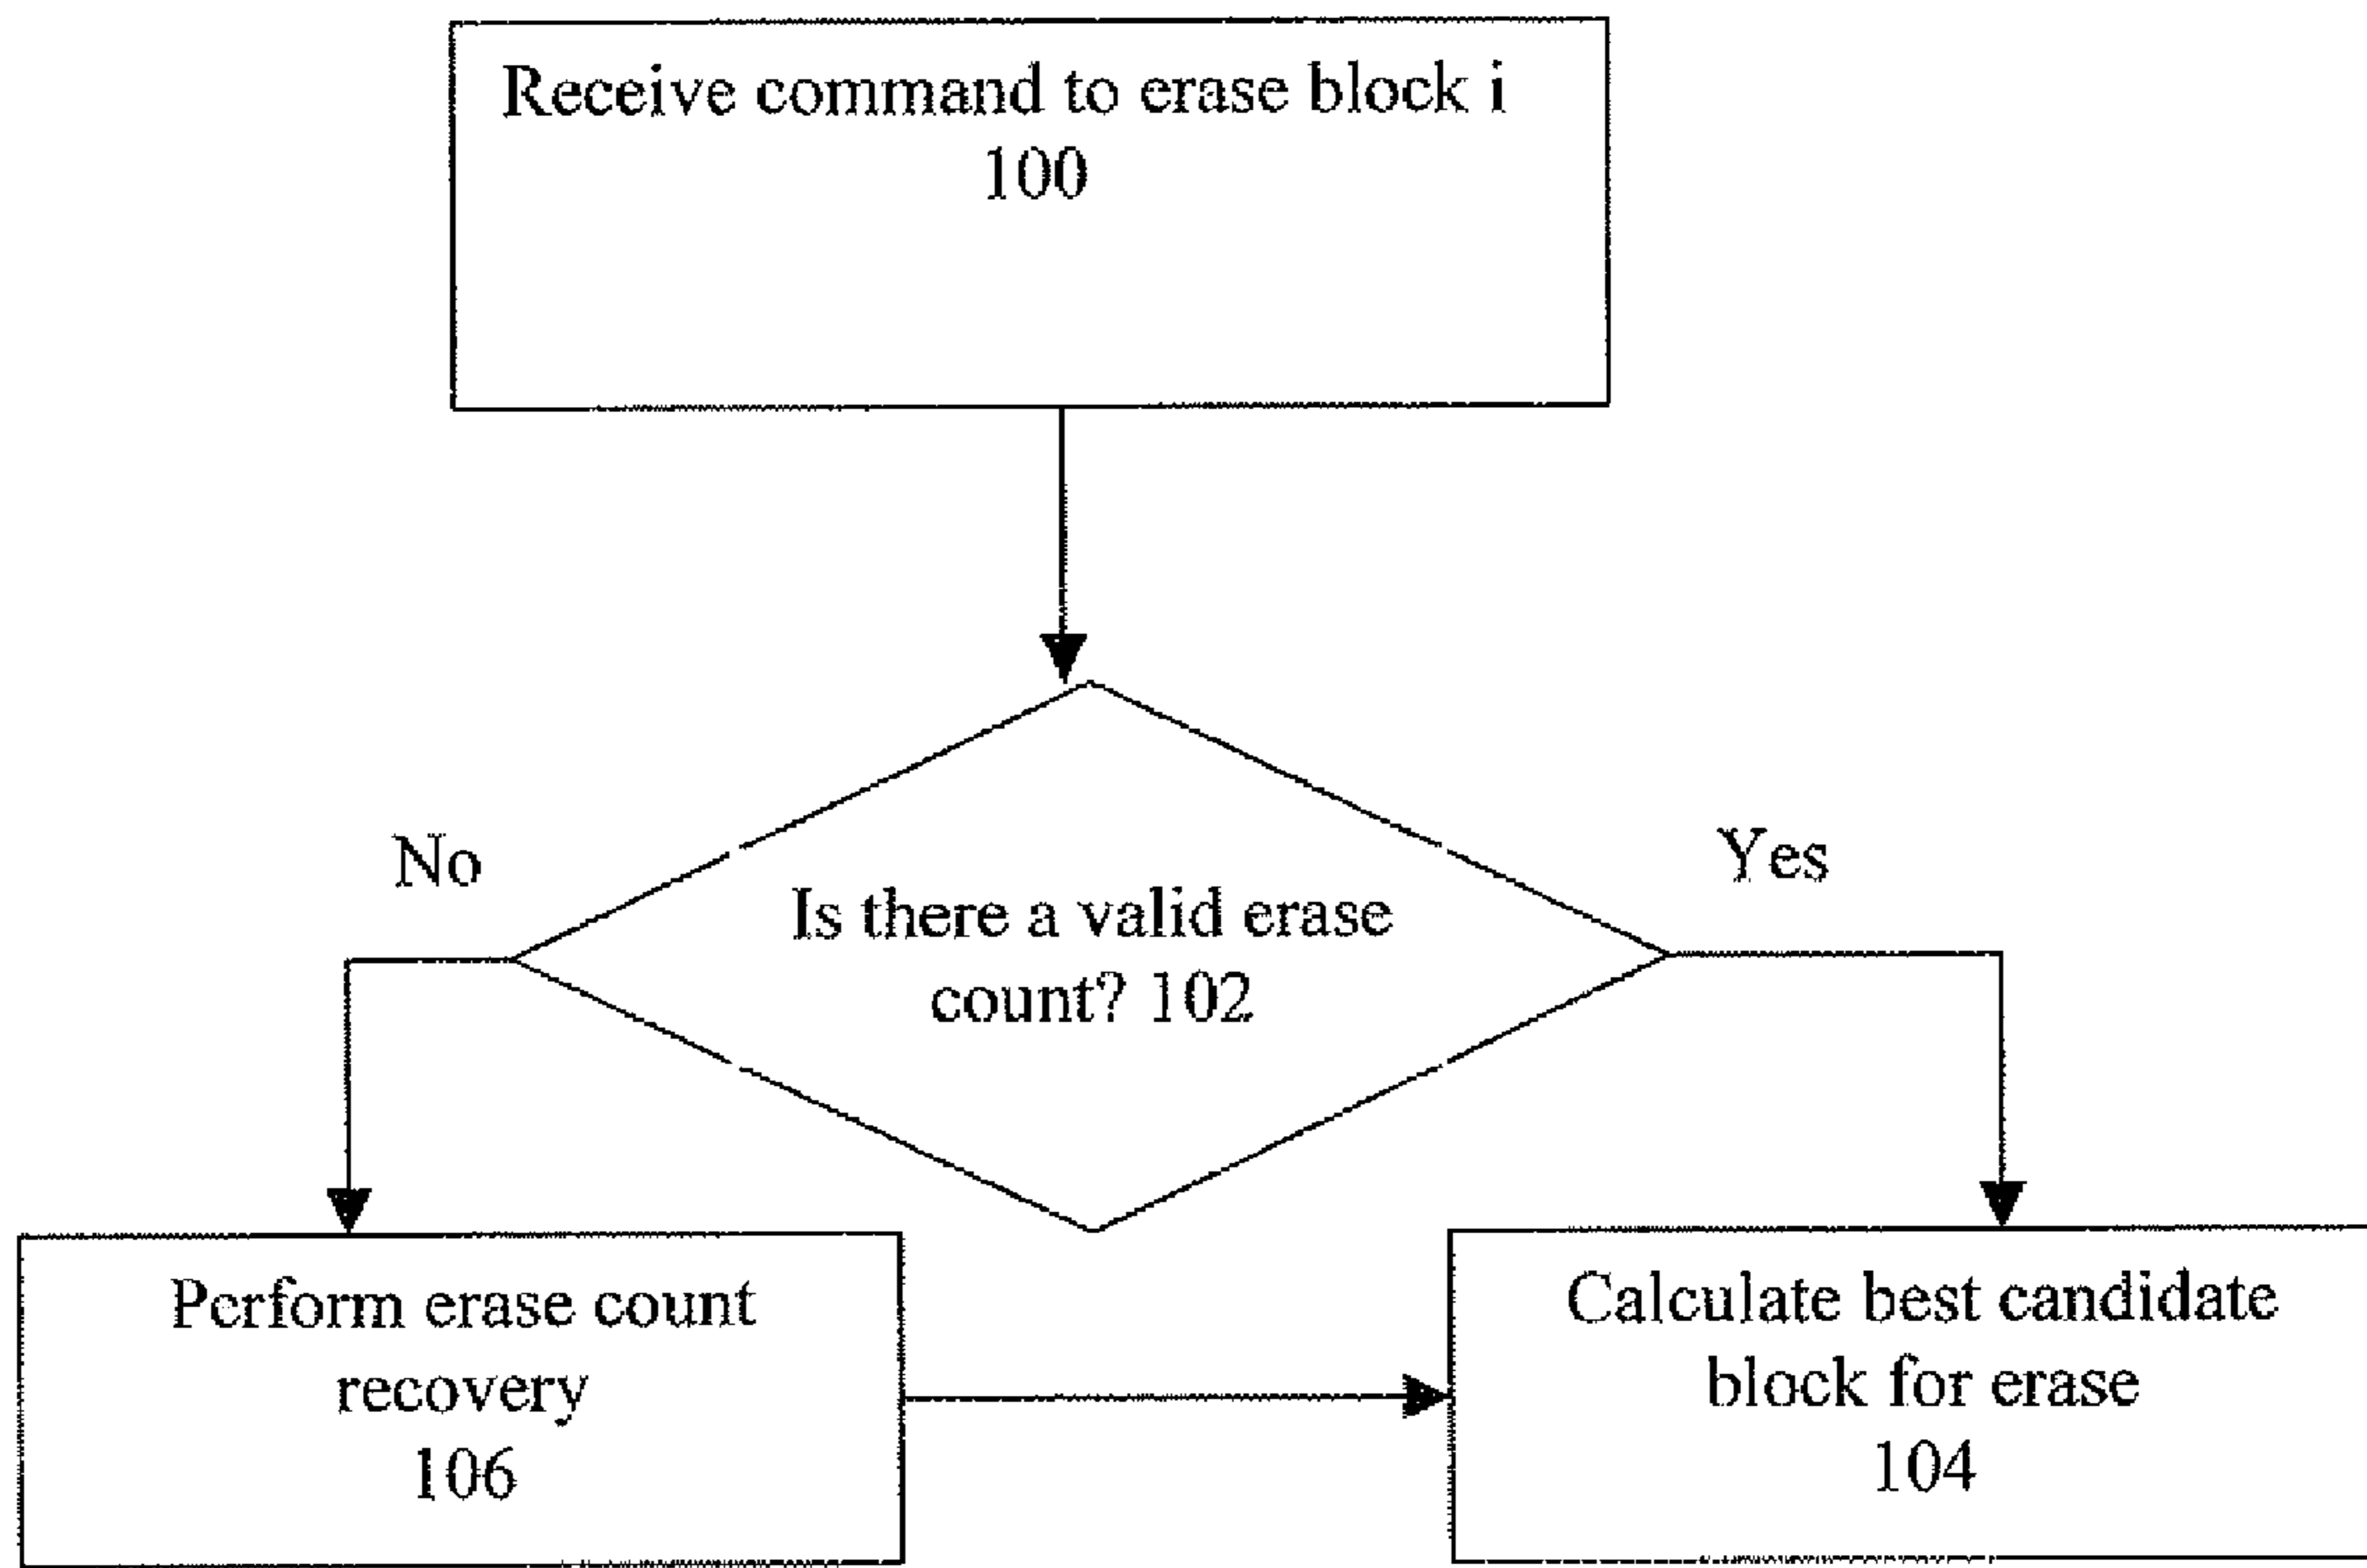 Receive command to erase block i
100
No
Yes
Is there a valid erase
count? 102
Perform erase count
recovery
106
Calculate best candidate
block for erase
104